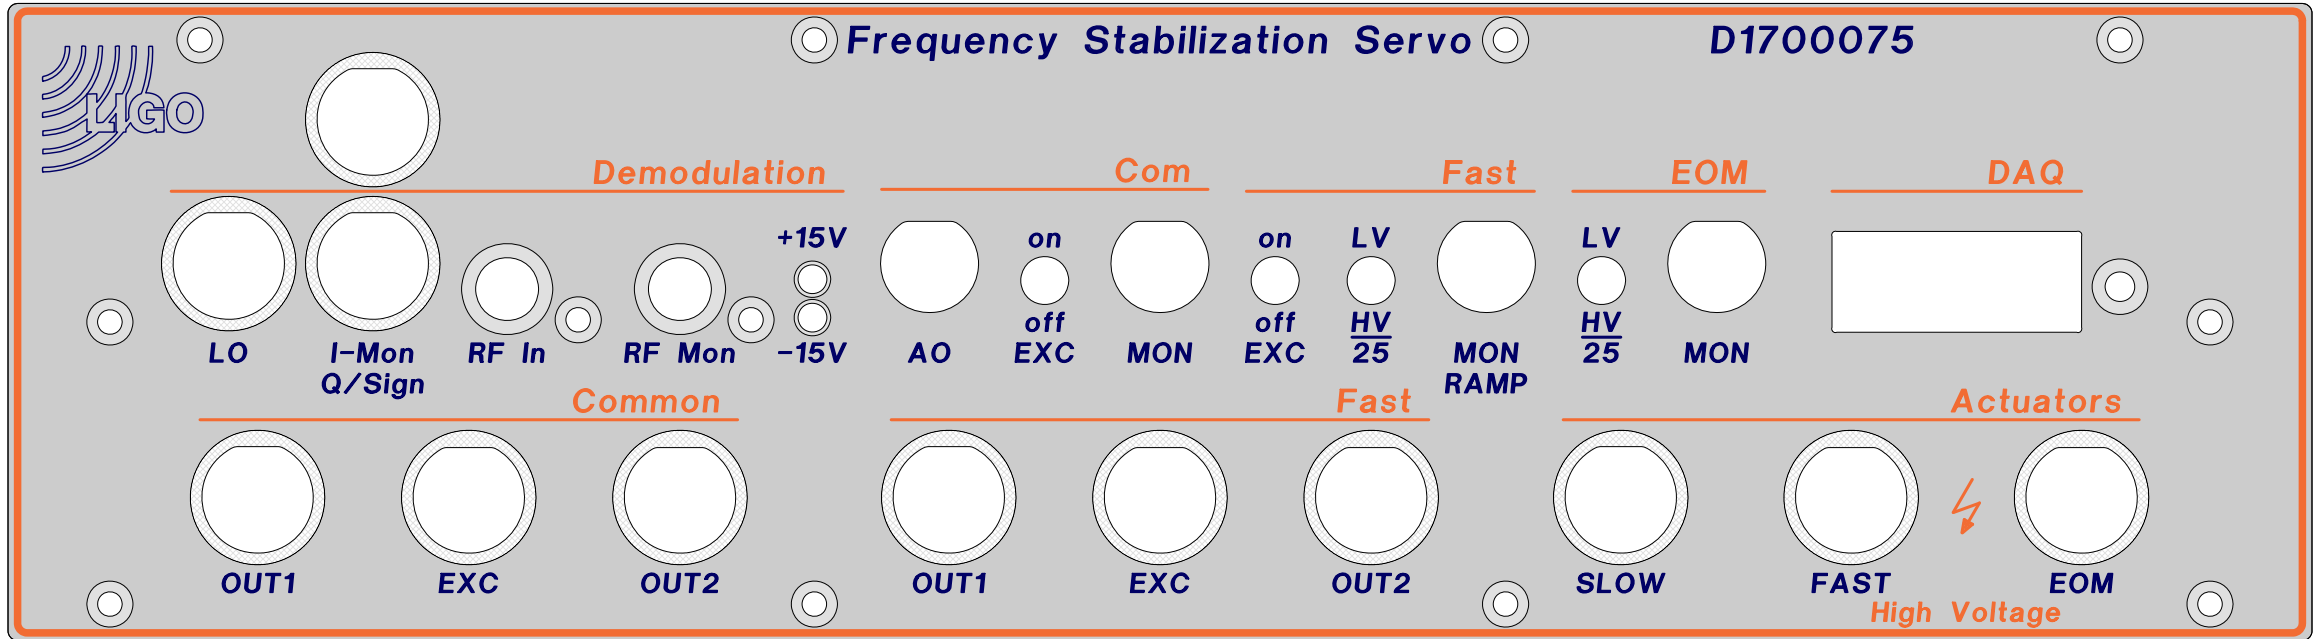 Frequency Stabilization Servo D1700075
LIGO
Demodulation Com Fast EOM DAQ
+15V on on LV LV
off off HV HV
LO I-Mon RF In RF Mon -15V AO EXC MON EXC 25 MON 25 MON
Q/Sign RAMP
Common Fast Actuators
OUT1 EXC OUT2 OUT1 EXC OUT2 SLOW FAST EOM
High Voltage